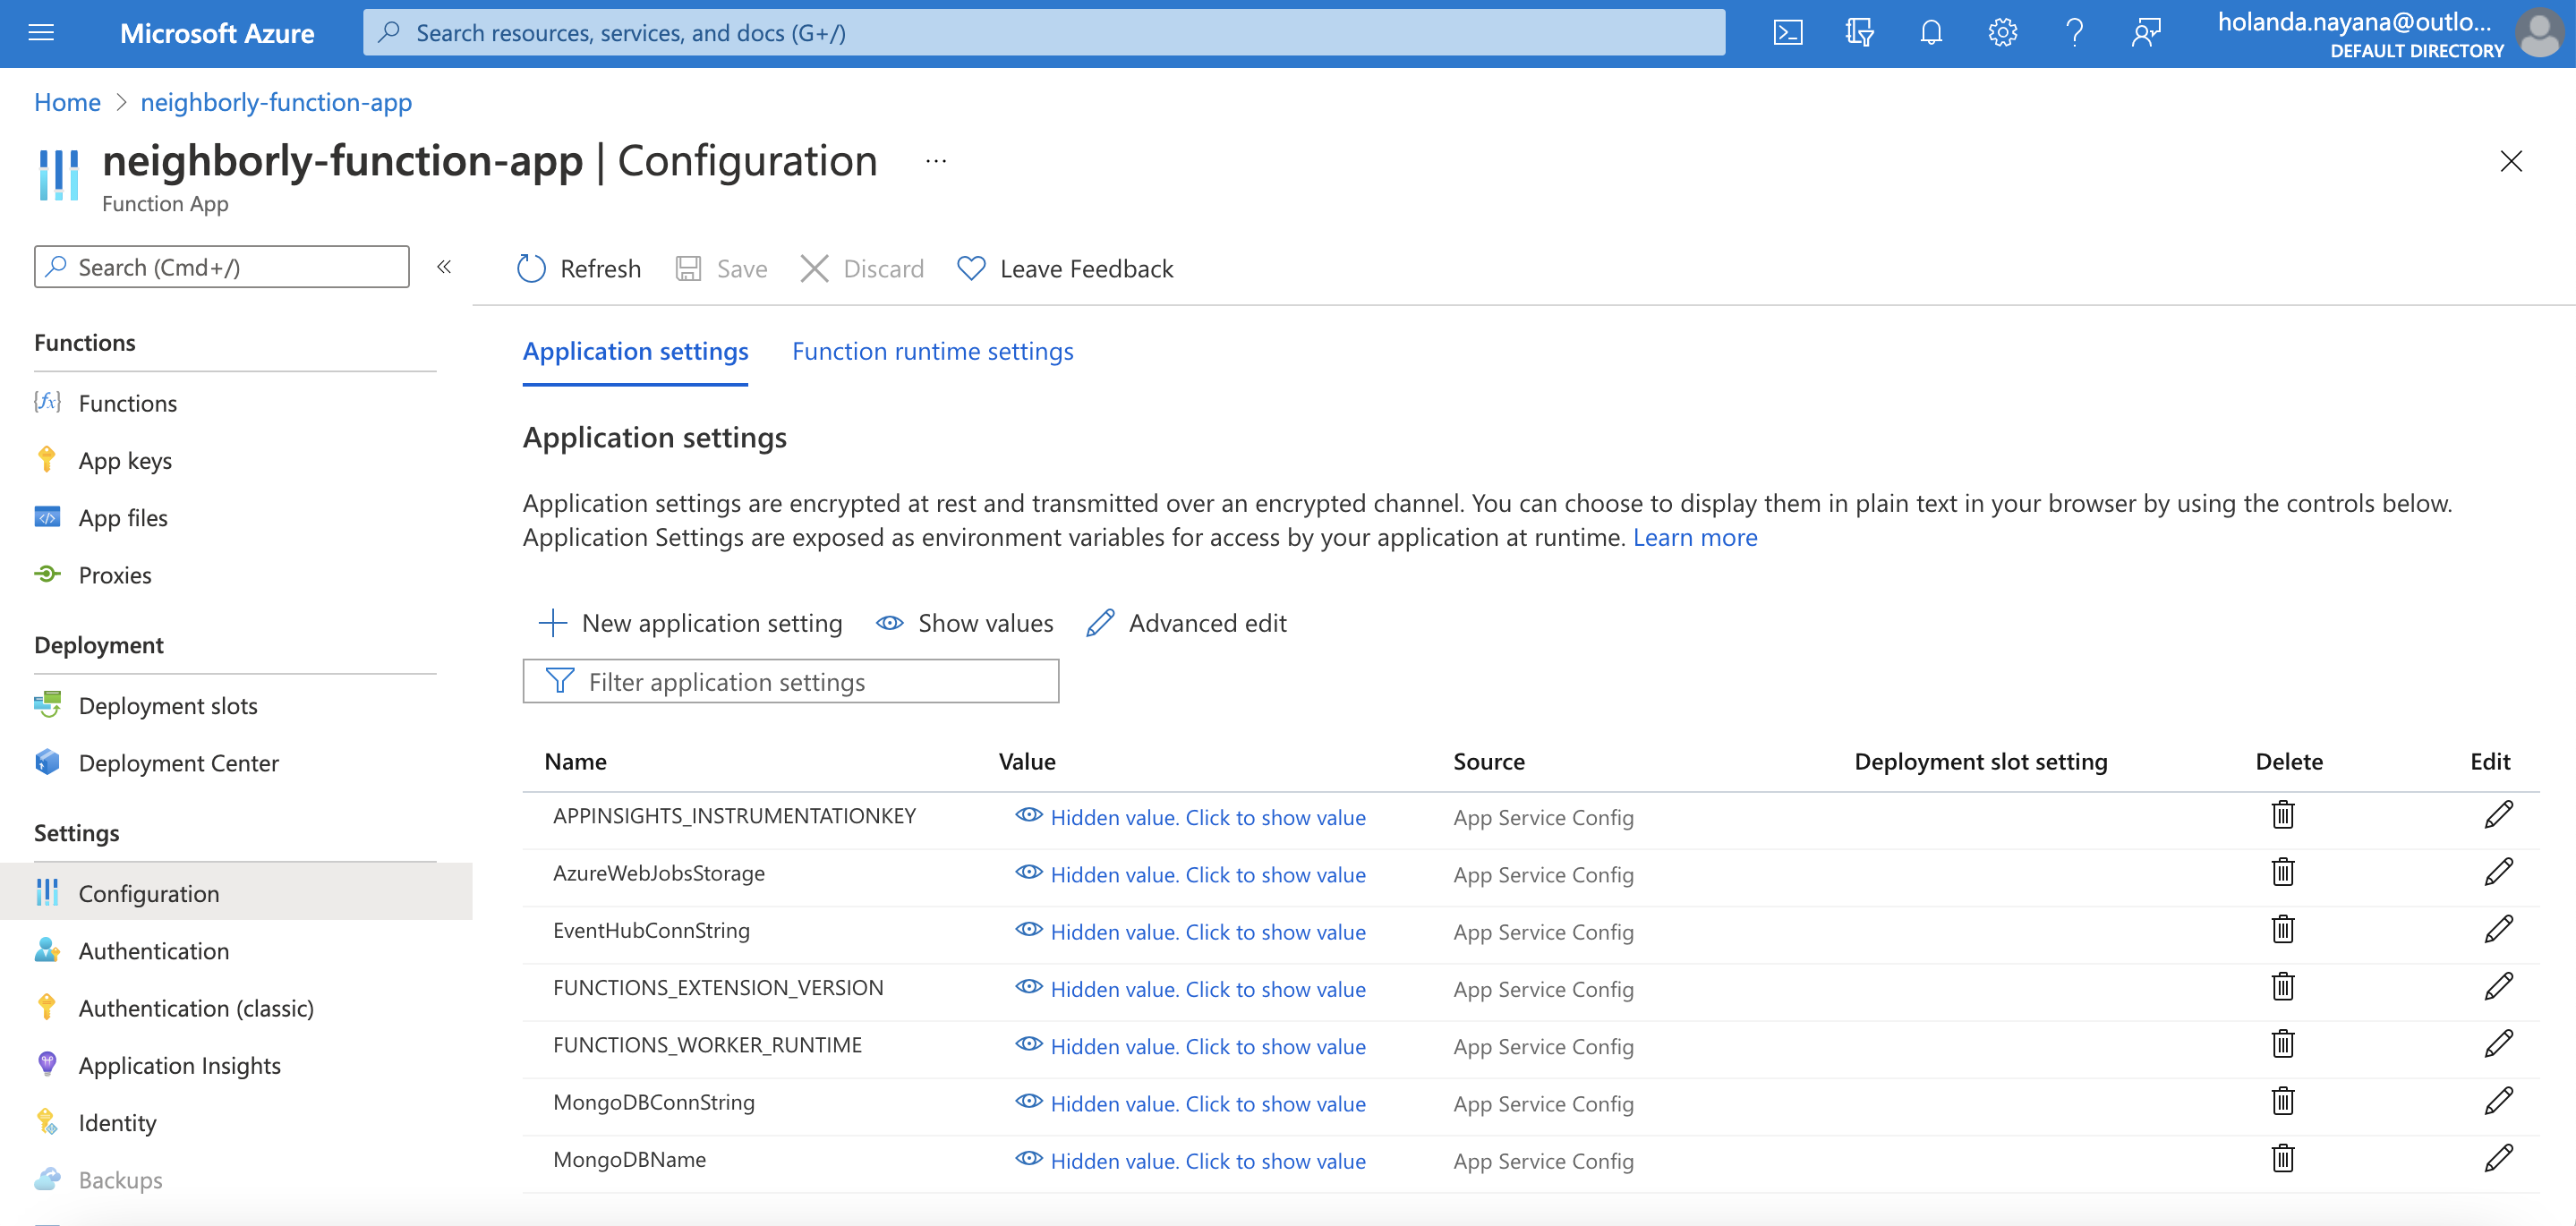 Microsoft Azure
Search resources, services, and docs (G+/)
holanda.nayana@outlo...
DEFAULT DIRECTORY
Home > neighborly-function-app
neighborly-function-app | Configuration ...
Function App
Search (Cmd+/)
«
Refresh
Save
Discard
Leave Feedback
Functions
Functions
App keys
App files
Proxies
Deployment
Deployment slots
Deployment Center
Settings
Configuration
Authentication
Authentication (classic)
Application Insights
Identity
Backups
Application settings
Function runtime settings
Application settings
Application settings are encrypted at rest and transmitted over an encrypted channel. You can choose to display them in plain text in your browser by using the controls below.
Application Settings are exposed as environment variables for access by your application at runtime. Learn more
New application setting
Show values
Advanced edit
Filter application settings
Name Value Source Deployment slot setting Delete Edit
APPINSIGHTS_INSTRUMENTATIONKEY Hidden value. Click to show value App Service Config
AzureWebJobsStorage Hidden value. Click to show value App Service Config
EventHubConnString Hidden value. Click to show value App Service Config
FUNCTIONS_EXTENSION_VERSION Hidden value. Click to show value App Service Config
FUNCTIONS_WORKER_RUNTIME Hidden value. Click to show value App Service Config
MongoDBConnString Hidden value. Click to show value App Service Config
MongoDBName Hidden value. Click to show value App Service Config